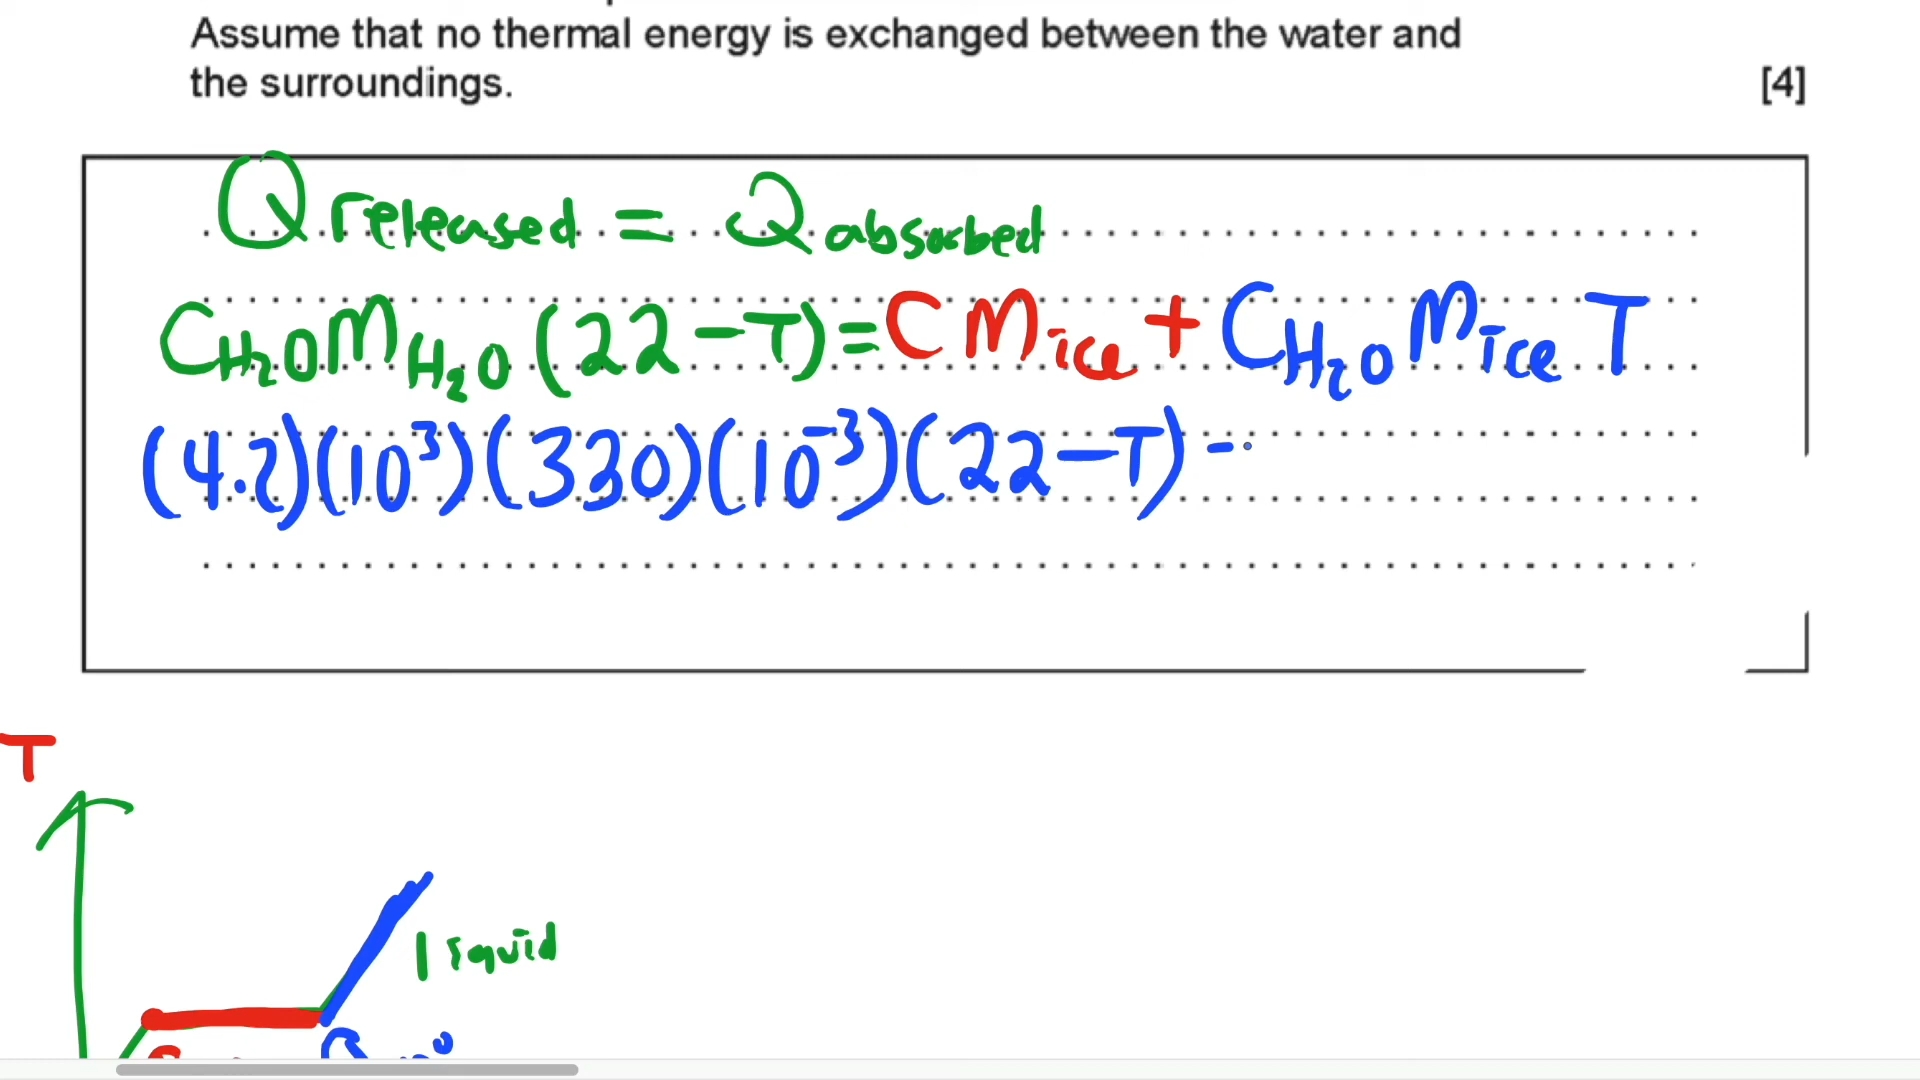 Assume that no thermal energy is exchanged between the water and
the surroundings. [4]
Q released = Q absorbed
C H₂O M H₂O (22 - T) = C M ice + C H₂O M ice T
(4.2)(10³)(330)(10⁻³)(22-T) -
T
liquid